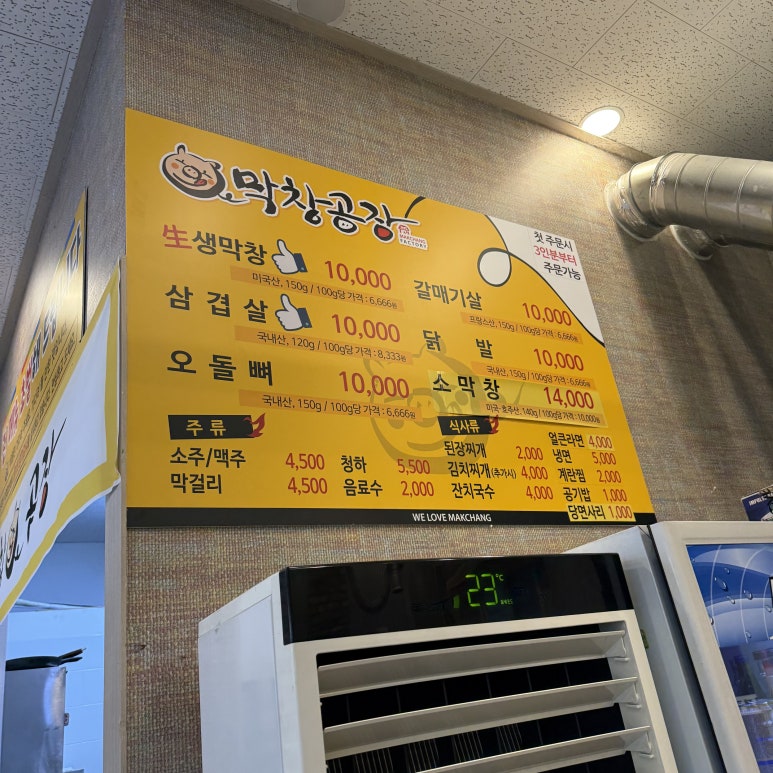 막창공장
MAKCHANG FACTORY
첫 주문시
3인분부터
주문가능
生생막창 10,000
미국산, 150g / 100g당 가격 : 6,666원
삼겹살 10,000
국내산, 120g / 100g당 가격 : 8,333원
오돌뼈 10,000
국내산, 150g / 100g당 가격 : 6,666원
갈매기살 10,000
프랑스산, 150g / 100g당 가격 : 6,666원
닭발 10,000
국내산, 150g / 100g당 가격 : 6,666원
소막창 14,000
미국·호주산, 140g / 100g당 가격 : 10,000원
주류
소주/맥주 4,500
막걸리 4,500
청하 5,500
음료수 2,000
식사류
된장찌개 2,000
김치찌개(추가시) 4,000
잔치국수 4,000
얼큰라면 4,000
냉면 5,000
계란찜 2,000
공기밥 1,000
당면사리 1,000
WE LOVE MAKCHANG
23℃
공장